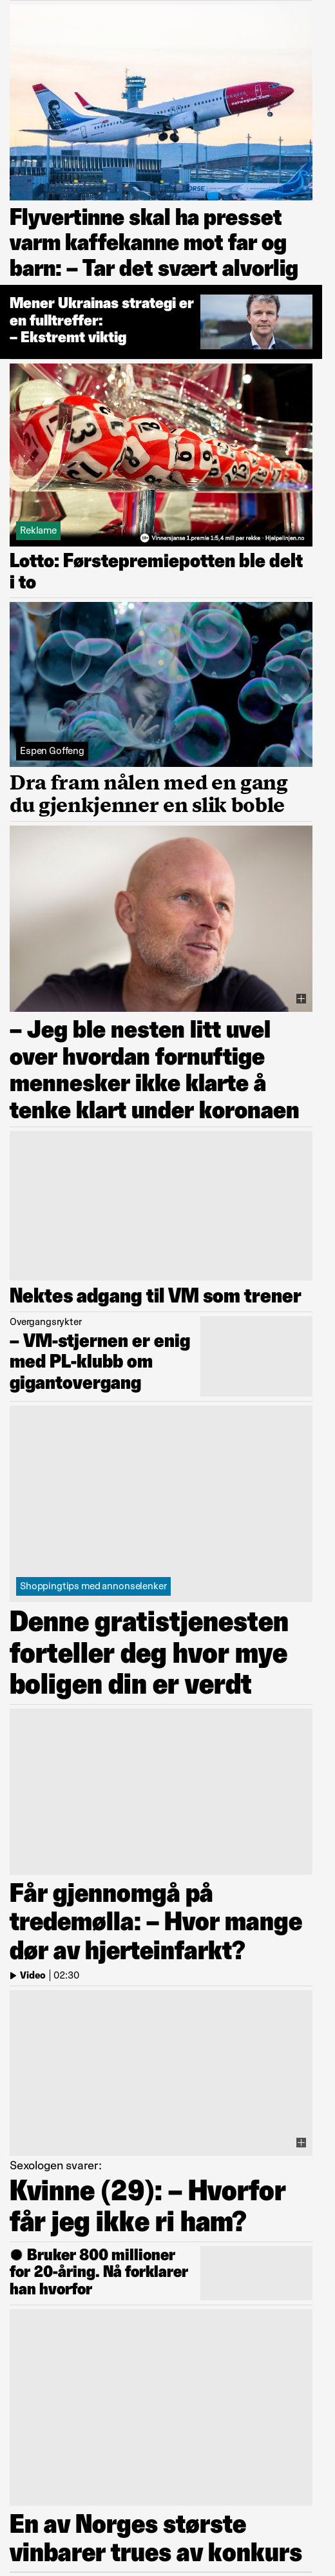 norwegian.com
Flyvertinne skal ha presset
varm kaffekanne mot far og
barn: – Tar det svært alvorlig
Mener Ukrainas strategi er
en fulltreffer:
– Ekstremt viktig
Reklame
18+ Vinnersjanse 1.premie 1:5,4 mill per rekke · Hjelpelinjen.no
Lotto: Førstepremiepotten ble delt
i to
Espen Goffeng
Dra fram nålen med en gang
du gjenkjenner en slik boble
– Jeg ble nesten litt uvel
over hvordan fornuftige
mennesker ikke klarte å
tenke klart under koronaen
Nektes adgang til VM som trener
Overgangsrykter
– VM-stjernen er enig
med PL-klubb om
gigantovergang
Shoppingtips med annonselenker
Denne gratistjenesten
forteller deg hvor mye
boligen din er verdt
Får gjennomgå på
tredemølla: – Hvor mange
dør av hjerteinfarkt?
Video | 02:30
Sexologen svarer:
Kvinne (29): – Hvorfor
får jeg ikke ri ham?
Bruker 800 millioner
for 20-åring. Nå forklarer
han hvorfor
En av Norges største
vinbarer trues av konkurs